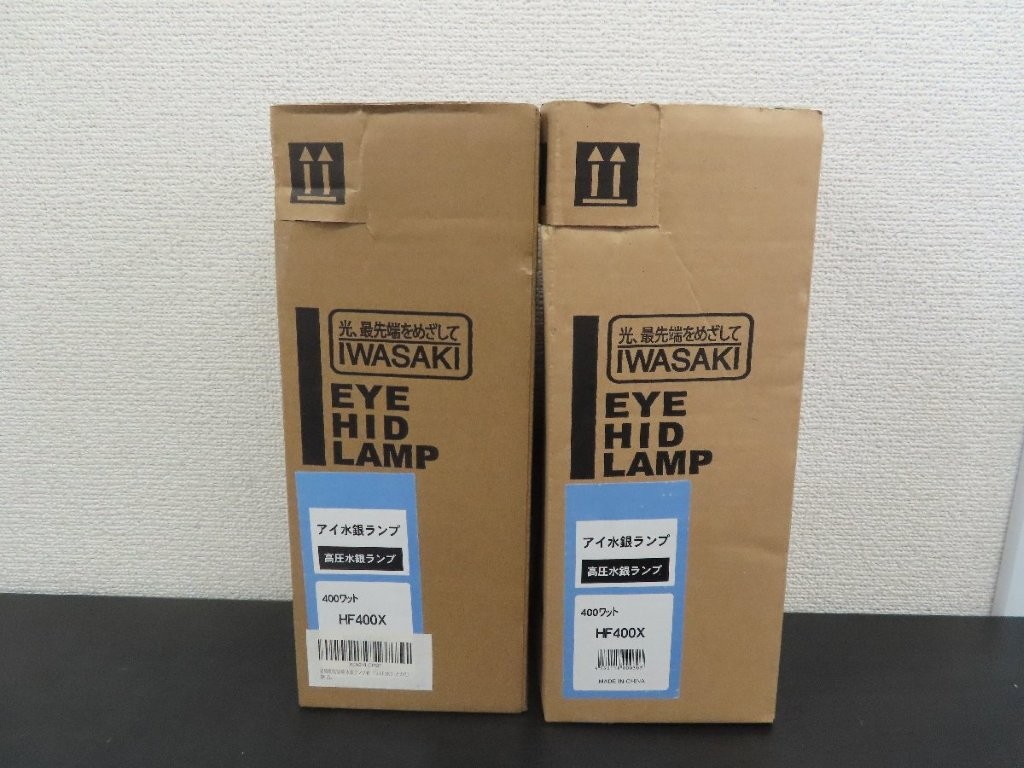 光、最先端をめざして
IWASAKI
EYE
HID
LAMP
アイ水銀ランプ
高圧水銀ランプ
400ワット
HF400X
光、最先端をめざして
IWASAKI
EYE
HID
LAMP
アイ水銀ランプ
高圧水銀ランプ
400ワット
HF400X
MADE IN CHINA